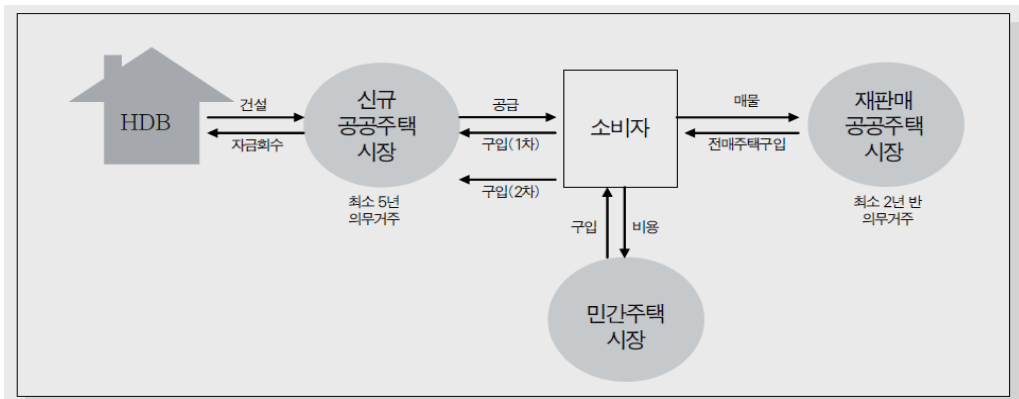 HDB
건설
자금회수
신규
공공주택
시장
최소 5년
의무거주
공급
구입(1차)
구입(2차)
소비자
매물
전매주택구입
재판매
공공주택
시장
최소 2년 반
의무거주
구입
비용
민간주택
시장